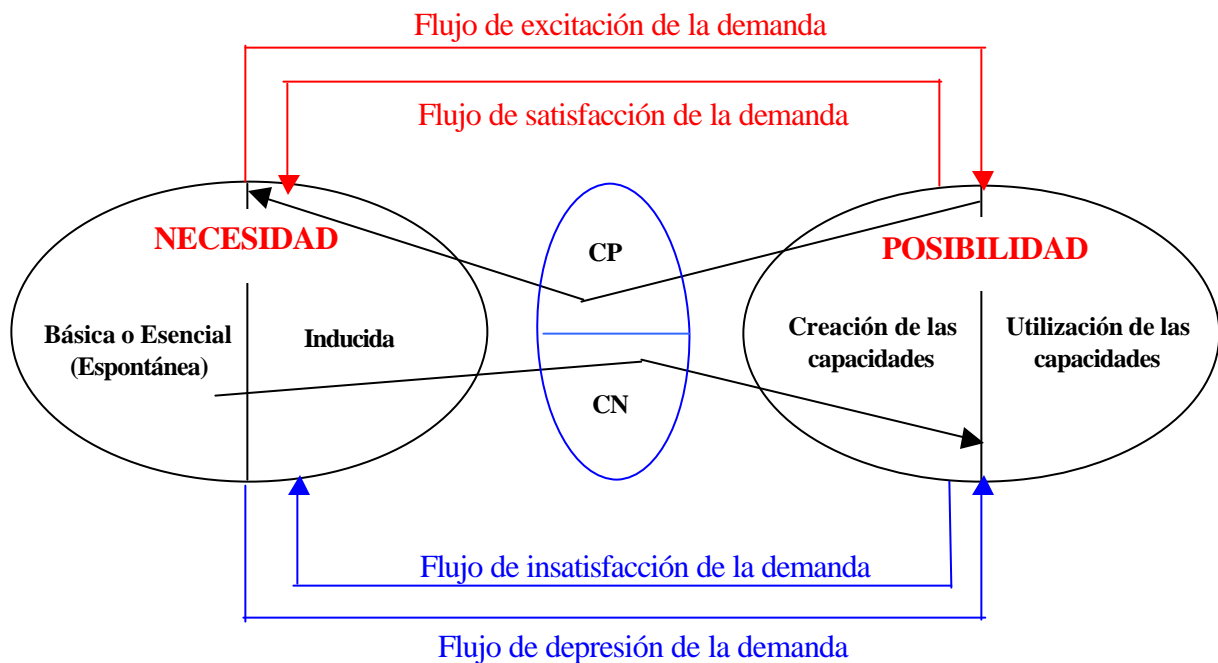 Flujo de excitación de la demanda
Flujo de satisfacción de la demanda
NECESIDAD
CP
POSIBILIDAD
Básica o Esencial
(Espontánea)
Inducida
Creación de las
capacidades
Utilización de las
capacidades
CN
Flujo de insatisfacción de la demanda
Flujo de depresión de la demanda